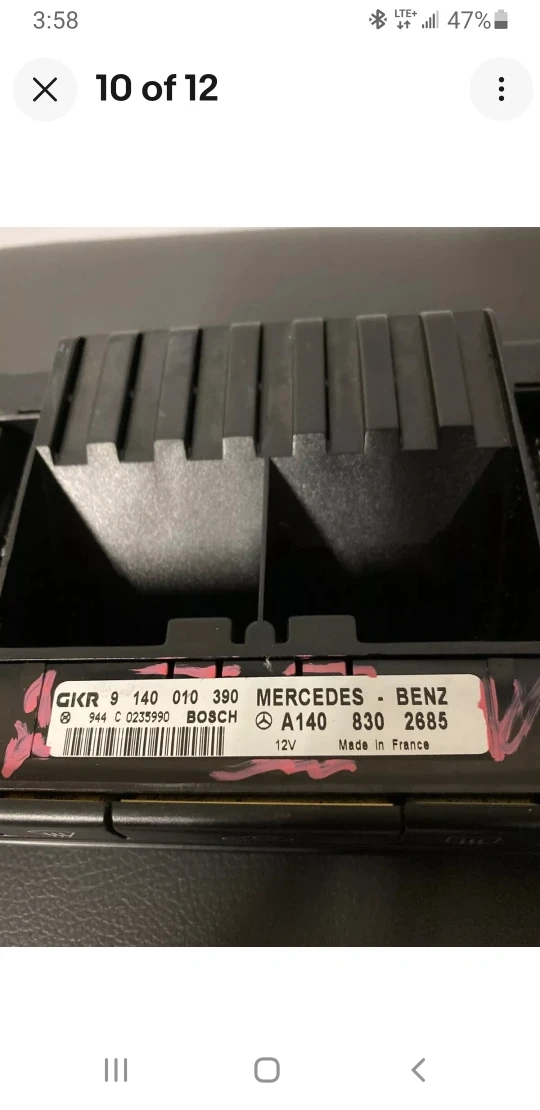 3:58
LTE+
47%
10 of 12
GKR 9 140 010 390 MERCEDES - BENZ
944 C 0235990 BOSCH A140 830 2685
12V Made in France